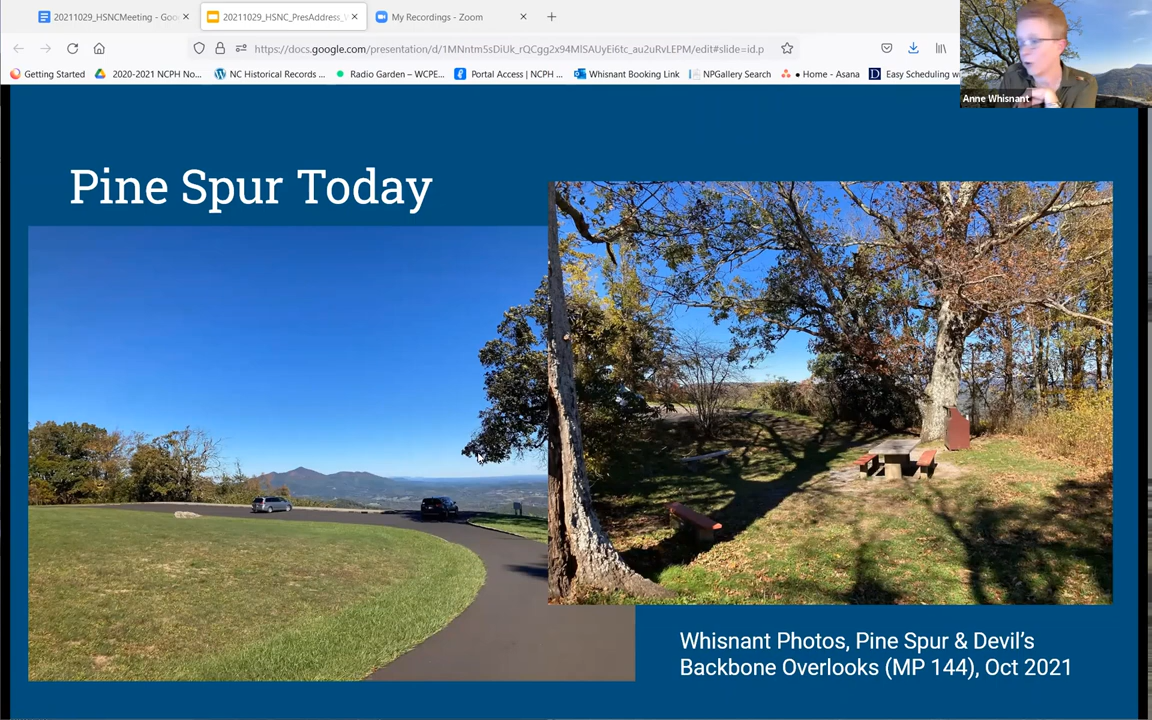 20211029_HSNCMeeting - Goo
20211029_HSNC_PresAddress_
My Recordings - Zoom
https://docs.google.com/presentation/d/1MNntm5sDiUk_rQCgg2x94MlSAUyEi6tc_au2uRvLEPM/edit#slide=id.p
Getting Started
2020-2021 NCPH No...
NC Historical Records ...
Radio Garden – WCPE...
Portal Access | NCPH ...
Whisnant Booking Link
NPGallery Search
• Home - Asana
Easy Scheduling w
Anne Whisnant
Pine Spur Today
Whisnant Photos, Pine Spur & Devil's
Backbone Overlooks (MP 144), Oct 2021